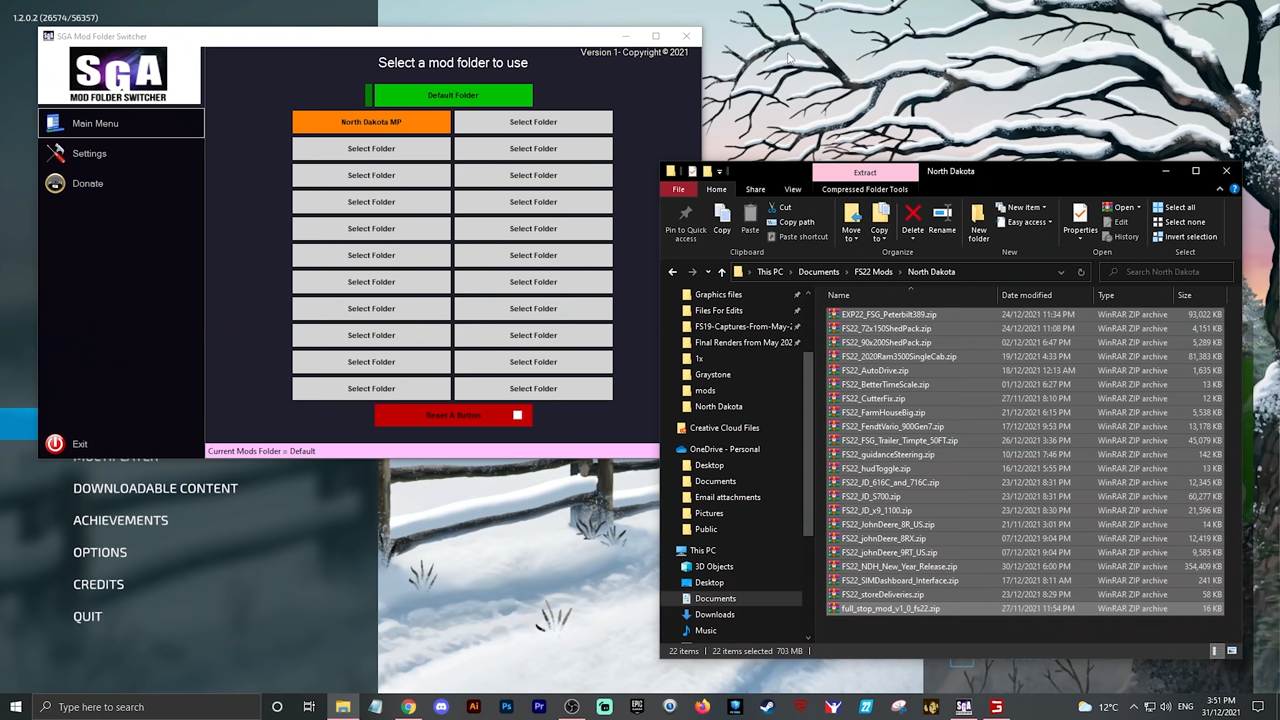 1.2.0.2 (26574/56357)
SGA Mod Folder Switcher
SGA
MOD FOLDER SWITCHER
Version 1- Copyright © 2021
Select a mod folder to use
Default Folder
North Dakota MP Select Folder
Select Folder Select Folder
Select Folder Select Folder
Select Folder Select Folder
Select Folder Select Folder
Select Folder Select Folder
Select Folder Select Folder
Select Folder Select Folder
Select Folder Select Folder
Select Folder Select Folder
Select Folder Select Folder
Reset A Button
Main Menu
Settings
Donate
Exit
Current Mods Folder = Default
DOWNLOADABLE CONTENT
ACHIEVEMENTS
OPTIONS
CREDITS
QUIT
Extract North Dakota
File Home Share View Compressed Folder Tools
Pin to Quick access
Copy
Paste
Cut
Copy path
Paste shortcut
Clipboard
Move to
Copy to
Delete
Rename
Organize
New folder
New item
Easy access
New
Properties
Open
Edit
History
Open
Select all
Select none
Invert selection
Select
This PC > Documents > FS22 Mods > North Dakota
Search North Dakota
Graphics files
Files For Edits
FS19-Captures-From-May-2
FInal Renders from May 202
1x
Graystone
mods
North Dakota
Creative Cloud Files
OneDrive - Personal
Desktop
Documents
Email attachments
Pictures
Public
This PC
3D Objects
Desktop
Documents
Downloads
Music
Name Date modified Type Size
EXP22_FSG_Peterbilt389.zip 24/12/2021 11:34 PM WinRAR ZIP archive 93,022 KB
FS22_72x150ShedPack.zip 24/12/2021 11:08 PM WinRAR ZIP archive 4,151 KB
FS22_90x200ShedPack.zip 02/12/2021 6:47 PM WinRAR ZIP archive 5,289 KB
FS22_2020Ram3500SingleCab.zip 19/12/2021 4:33 PM WinRAR ZIP archive 81,383 KB
FS22_AutoDrive.zip 18/12/2021 12:13 AM WinRAR ZIP archive 1,635 KB
FS22_BetterTimeScale.zip 01/12/2021 6:27 PM WinRAR ZIP archive 13 KB
FS22_CutterFix.zip 27/11/2021 8:10 PM WinRAR ZIP archive 12 KB
FS22_FarmHouseBig.zip 21/12/2021 6:15 PM WinRAR ZIP archive 5,538 KB
FS22_FendtVario_900Gen7.zip 27/12/2021 9:49 PM WinRAR ZIP archive 13,178 KB
FS22_FSG_Trailer_Timpte_50FT.zip 26/12/2021 3:36 PM WinRAR ZIP archive 45,079 KB
FS22_guidanceSteering.zip 27/12/2021 9:46 PM WinRAR ZIP archive 142 KB
FS22_hudToggle.zip 16/12/2021 5:55 PM WinRAR ZIP archive 13 KB
FS22_JD_616C_and_716C.zip 23/12/2021 8:31 PM WinRAR ZIP archive 12,345 KB
FS22_JD_S700.zip 23/12/2021 8:31 PM WinRAR ZIP archive 60,277 KB
FS22_JD_x9_1100.zip 23/12/2021 8:30 PM WinRAR ZIP archive 21,596 KB
FS22_JohnDeere_8R_US.zip 21/11/2021 3:01 PM WinRAR ZIP archive 14 KB
FS22_johnDeere_8RX.zip 07/12/2021 9:04 PM WinRAR ZIP archive 12,419 KB
FS22_johnDeere_9RT_US.zip 07/12/2021 9:04 PM WinRAR ZIP archive 9,585 KB
FS22_NDH_New_Year_Release.zip 30/12/2021 6:00 PM WinRAR ZIP archive 354,409 KB
FS22_SIMDashboard_Interface.zip 17/12/2021 8:11 AM WinRAR ZIP archive 241 KB
FS22_storeDeliveries.zip 23/12/2021 8:29 PM WinRAR ZIP archive 58 KB
full_stop_mod_v1_0_fs22.zip 27/11/2021 11:54 PM WinRAR ZIP archive 16 KB
22 items 22 items selected 703 MB
Type here to search
12°C
ENG
3:51 PM
31/12/2021